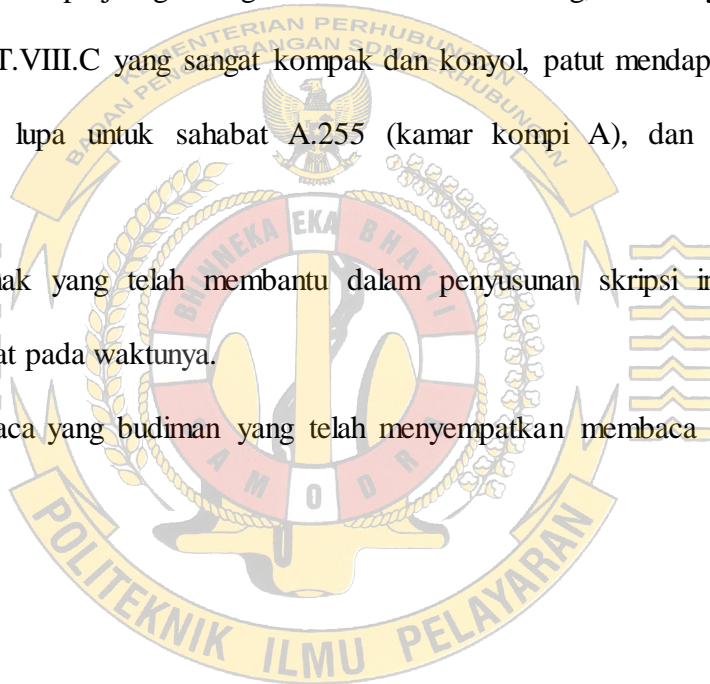 T.VIII.C yang sangat kompak dan konyol, patut mendap
lupa untuk sahabat A.255 (kamar kompi A), dan
ak yang telah membantu dalam penyusunan skripsi in
at pada waktunya.
aca yang budiman yang telah menyempatkan membaca
KEMENTERIAN PERHUBUNGAN
BADAN PENGEMBANGAN SDM PERHUBUNGAN
BHINNEKA EKA BHAKTI
SAMODRA
POLITEKNIK ILMU PELAYARAN